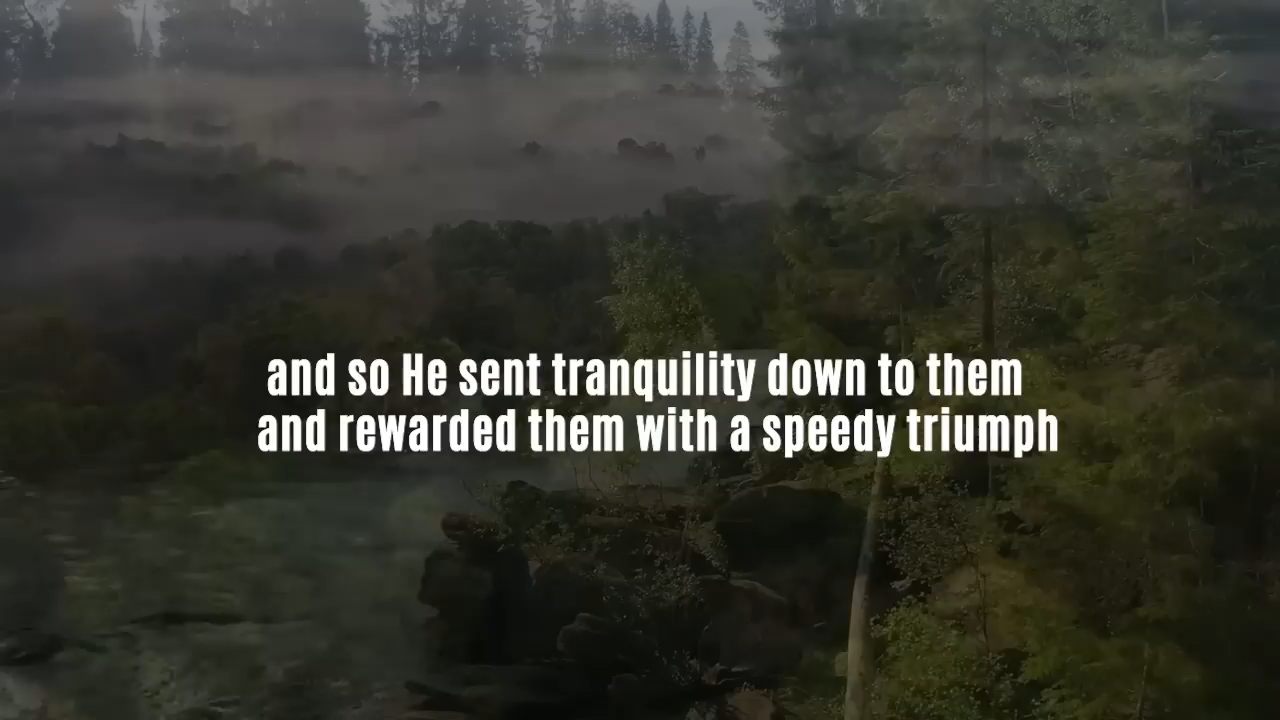 and so He sent tranquility down to them
and rewarded them with a speedy triumph